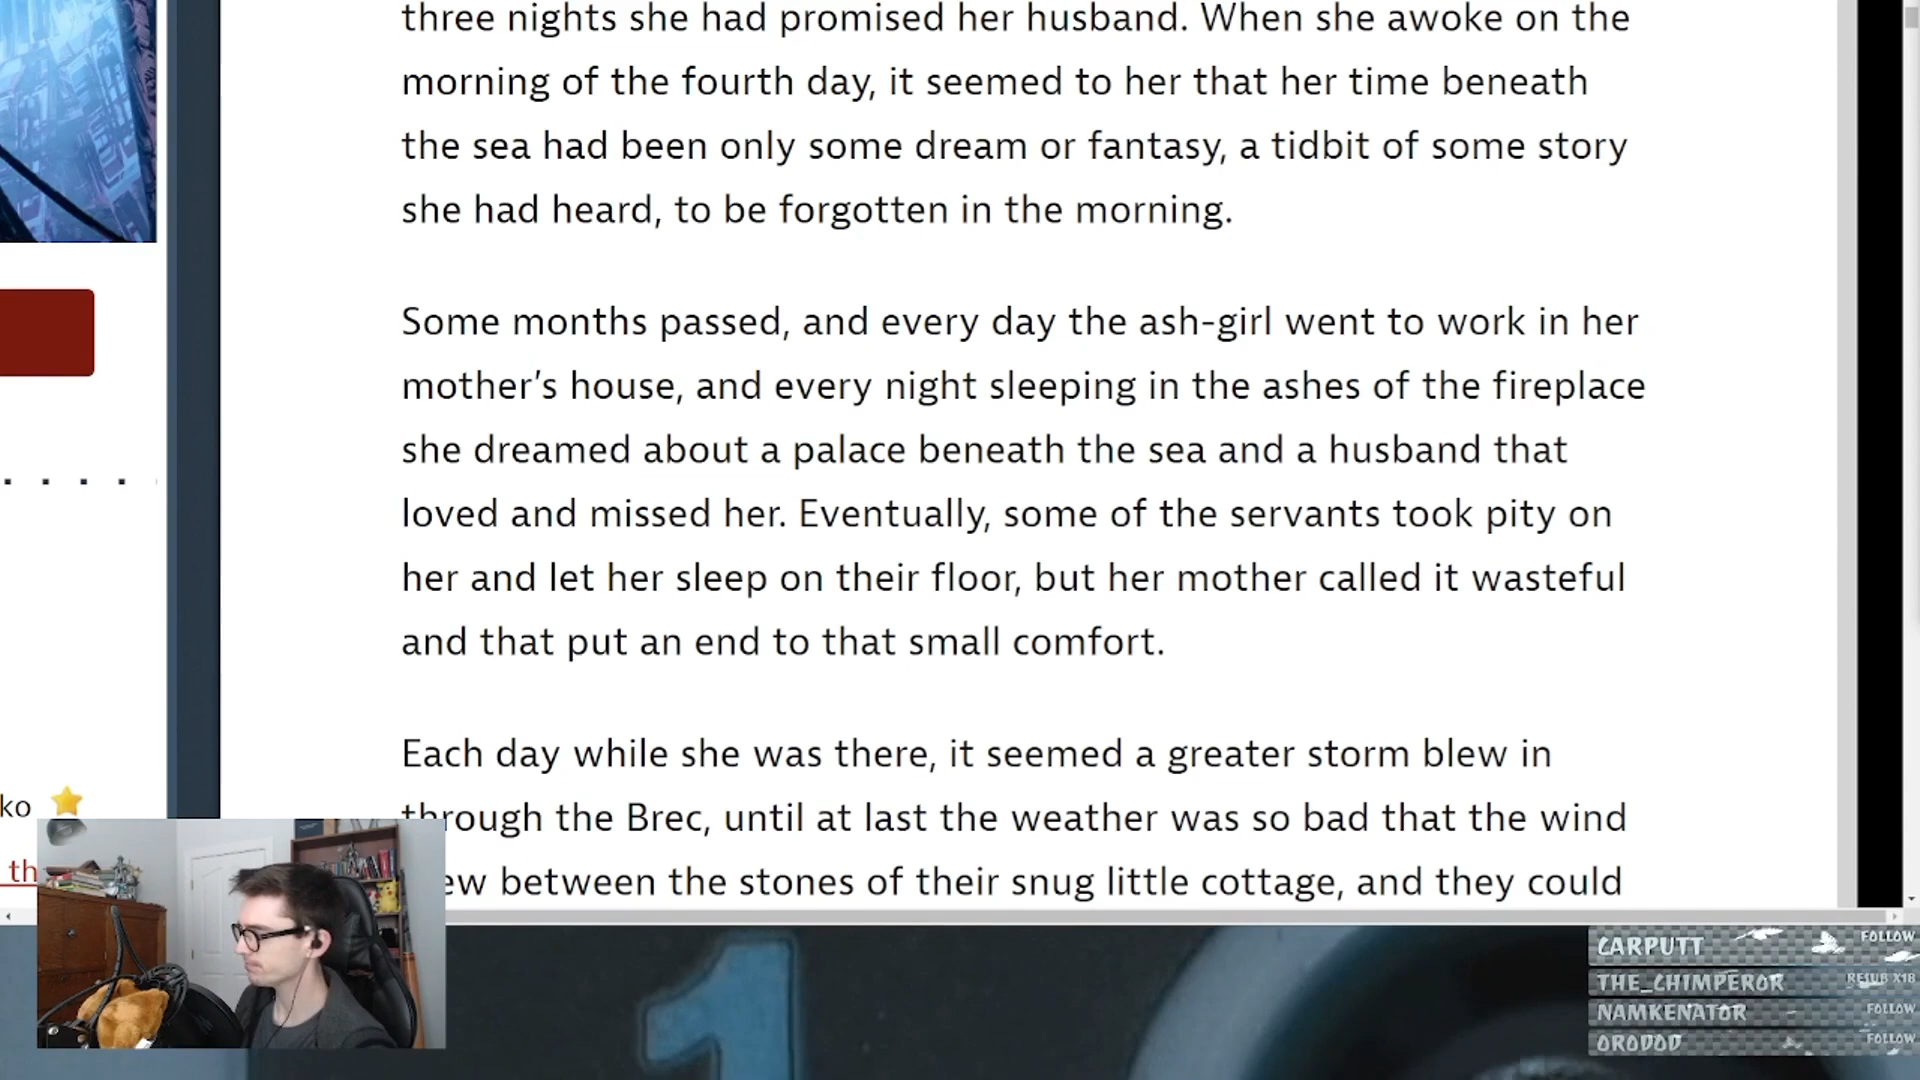 three nights she had promised her husband. When she awoke on the
morning of the fourth day, it seemed to her that her time beneath
the sea had been only some dream or fantasy, a tidbit of some story
she had heard, to be forgotten in the morning.
Some months passed, and every day the ash-girl went to work in her
mother’s house, and every night sleeping in the ashes of the fireplace
she dreamed about a palace beneath the sea and a husband that
loved and missed her. Eventually, some of the servants took pity on
her and let her sleep on their floor, but her mother called it wasteful
and that put an end to that small comfort.
Each day while she was there, it seemed a greater storm blew in
through the Brec, until at last the weather was so bad that the wind
between the stones of their snug little cottage, and they could
ko
th
1
CARPUTT FOLLOW
THE_CHIMPEROR RESUB X18
NAMKENATOR FOLLOW
ORODOD FOLLOW